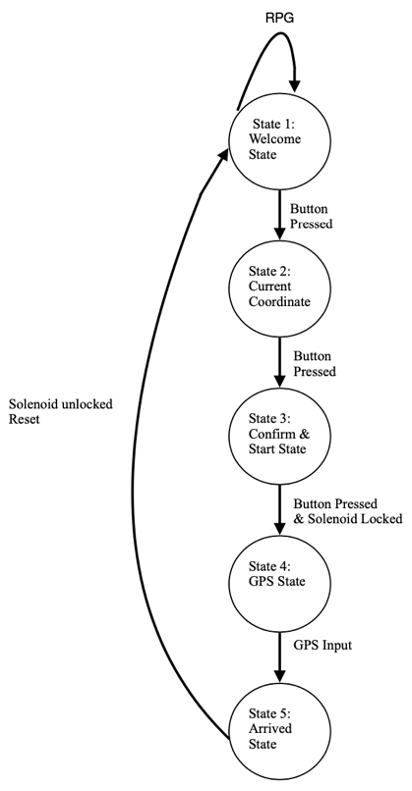 RPG
State 1:
Welcome
State
Button
Pressed
State 2:
Current
Coordinate
Button
Pressed
Solenoid unlocked
Reset
State 3:
Confirm &
Start State
Button Pressed
& Solenoid Locked
State 4:
GPS State
GPS Input
State 5:
Arrived
State